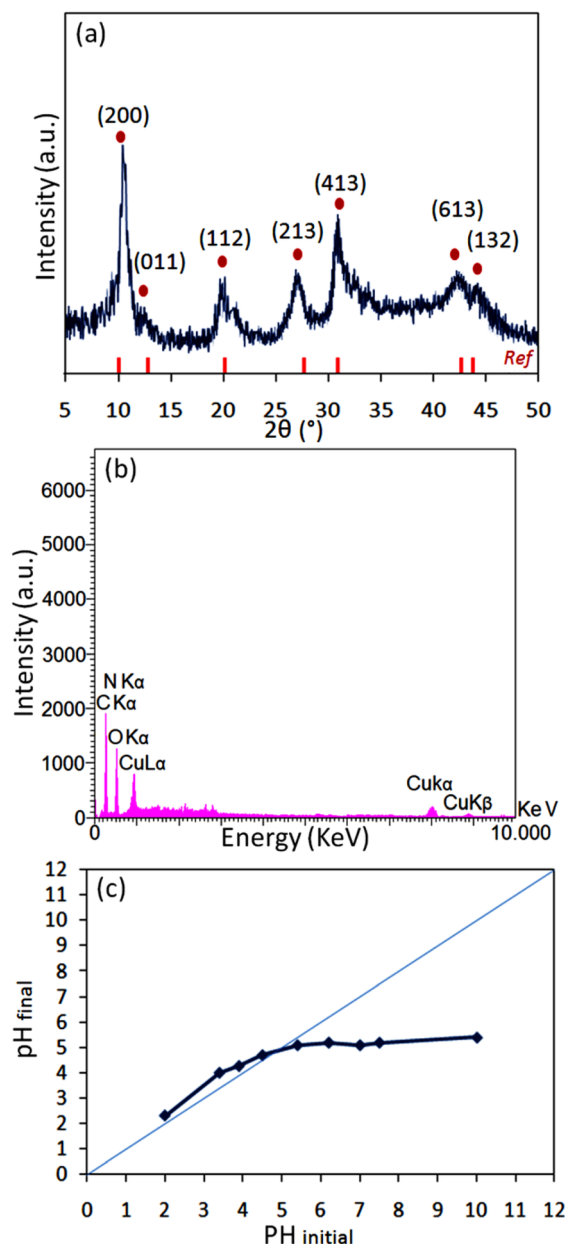 (a)
(200)
(413)
(213)
(613)
(112)
(132)
(011)
Intensity (a.u.)
Ref
5 10 15 20 25 30 35 40 45 50
2θ (°)
(b)
6000
5000
4000
3000
2000
1000
0
Intensity (a.u.)
N Kα
C Kα
O Kα
CuLα
Cukα
CuKβ
KeV
0 10.000
Energy (KeV)
(c)
12
11
10
9
8
7
6
5
4
3
2
1
0
pH final
0 1 2 3 4 5 6 7 8 9 10 11 12
PH initial